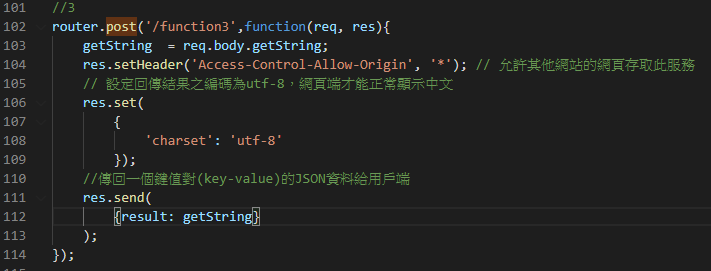 101 //3
102 router.post('/function3',function(req, res){
103 getString  = req.body.getString;
104 res.setHeader('Access-Control-Allow-Origin', '*'); // 允許其他網站的網頁存取此服務
105 // 設定回傳結果之編碼為utf-8，網頁端才能正常顯示中文
106 res.set(
107 {
108 'charset': 'utf-8'
109 });
110 //傳回一個鍵值對(key-value)的JSON資料給用戶端
111 res.send(
112 {result: getString}
113 );
114 });